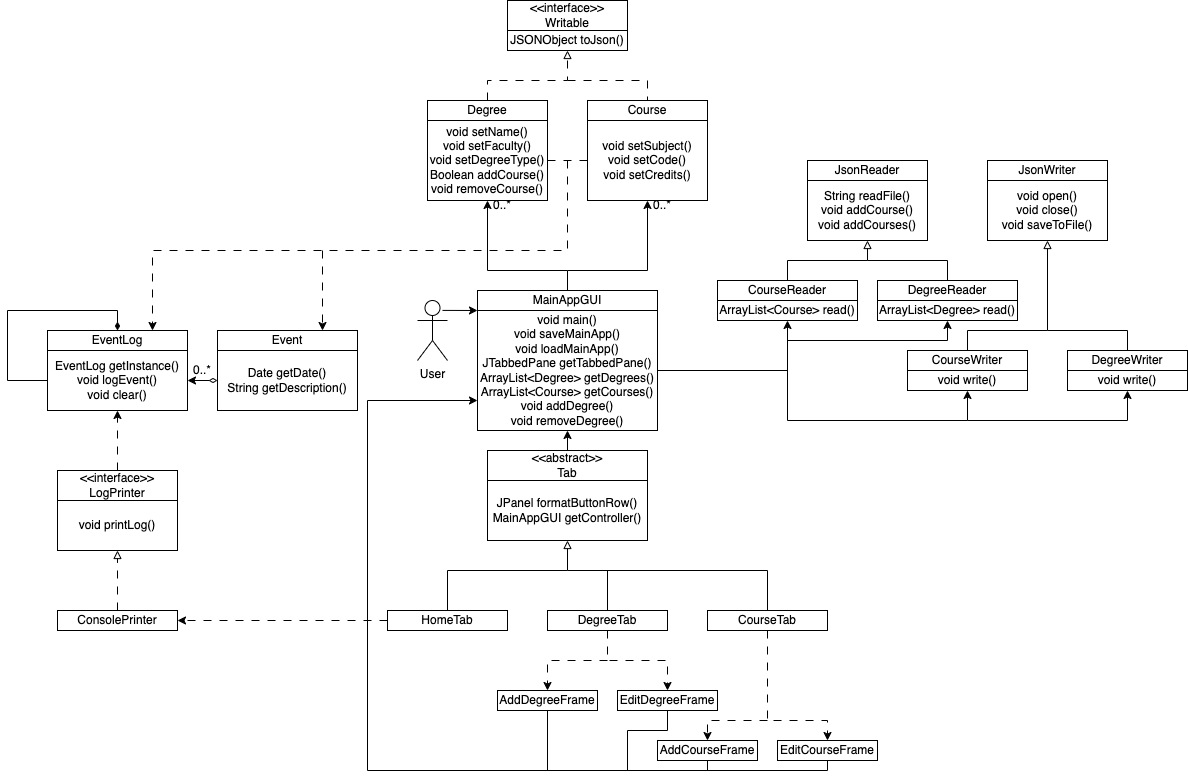 <<interface>>
Writable
JSONObject toJson()
Degree
void setName()
void setFaculty()
void setDegreeType()
Boolean addCourse()
void removeCourse()
0..*
Course
void setSubject()
void setCode()
void setCredits()
0..*
JsonReader
String readFile()
void addCourse()
void addCourses()
JsonWriter
void open()
void close()
void saveToFile()
CourseReader
ArrayList<Course> read()
DegreeReader
ArrayList<Degree> read()
CourseWriter
void write()
DegreeWriter
void write()
MainAppGUI
void main()
void saveMainApp()
void loadMainApp()
JTabbedPane getTabbedPane()
ArrayList<Degree> getDegrees()
ArrayList<Course> getCourses()
void addDegree()
void removeDegree()
User
EventLog
EventLog getInstance()
void logEvent()
void clear()
0..*
Event
Date getDate()
String getDescription()
<<interface>>
LogPrinter
void printLog()
<<abstract>>
Tab
JPanel formatButtonRow()
MainAppGUI getController()
ConsolePrinter
HomeTab
DegreeTab
CourseTab
AddDegreeFrame
EditDegreeFrame
AddCourseFrame
EditCourseFrame